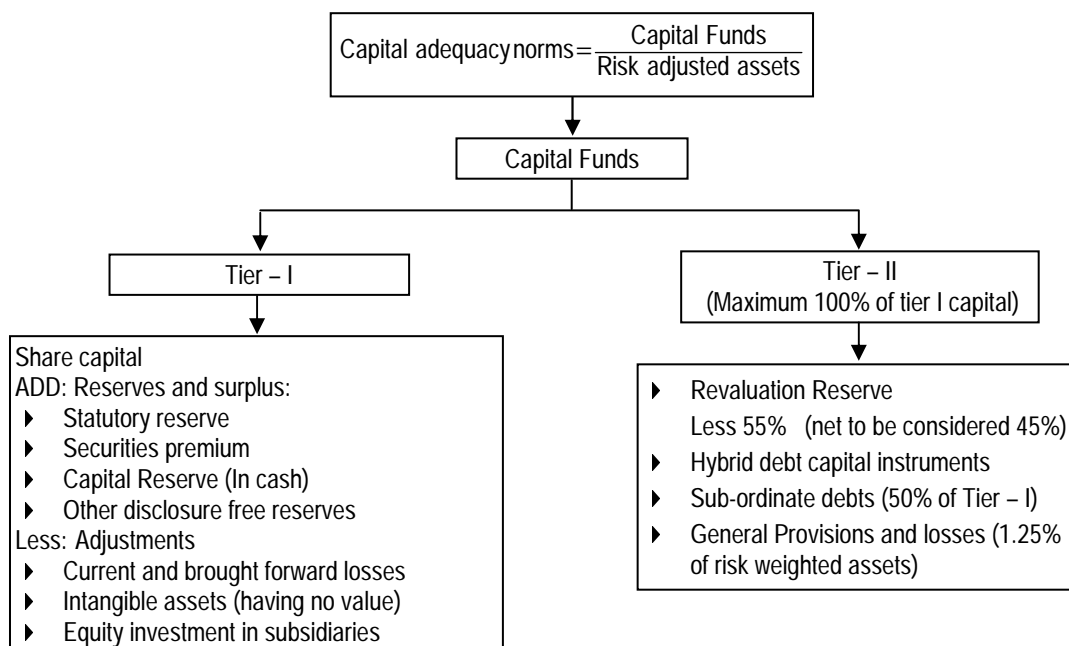 Capital adequacy norms = Capital Funds / Risk adjusted assets
Capital Funds
Tier – I
Tier – II
(Maximum 100% of tier I capital)
Share capital
ADD: Reserves and surplus:
Statutory reserve
Securities premium
Capital Reserve (In cash)
Other disclosure free reserves
Less: Adjustments
Current and brought forward losses
Intangible assets (having no value)
Equity investment in subsidiaries
Revaluation Reserve
Less 55% (net to be considered 45%)
Hybrid debt capital instruments
Sub-ordinate debts (50% of Tier – I)
General Provisions and losses (1.25%
of risk weighted assets)